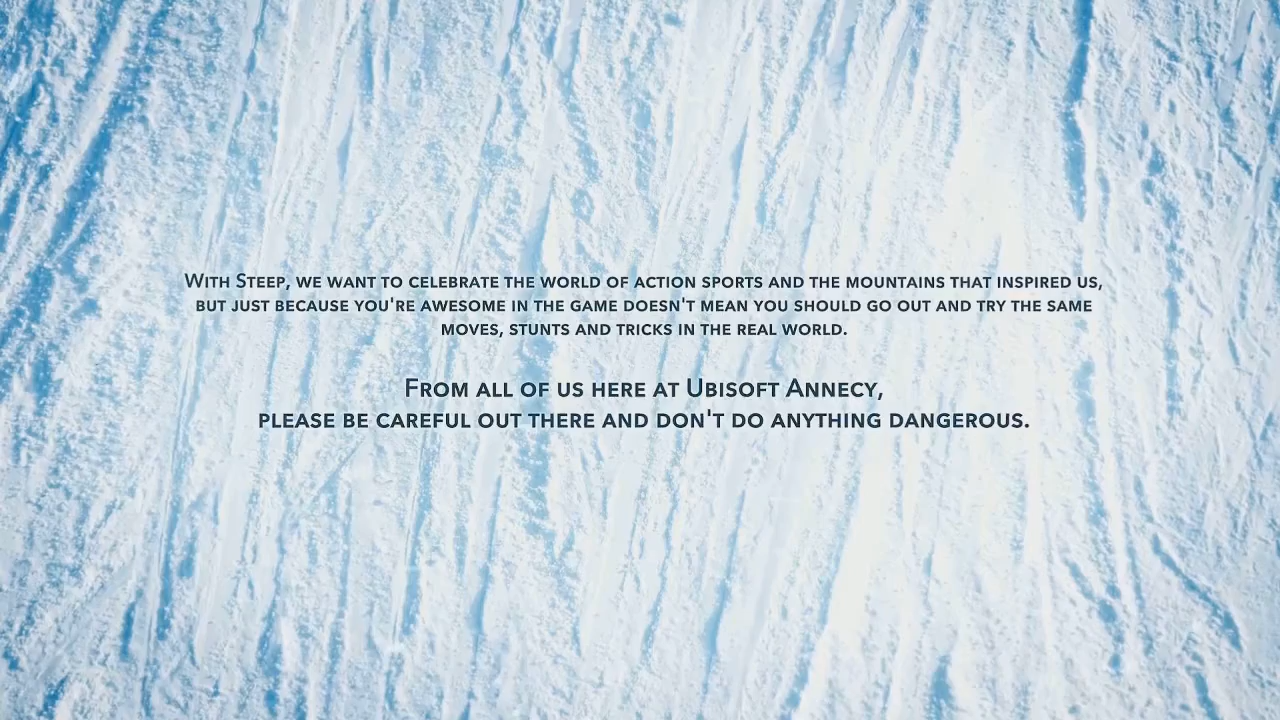 With Steep, we want to celebrate the world of action sports and the mountains that inspired us,
but just because you're awesome in the game doesn't mean you should go out and try the same
moves, stunts and tricks in the real world.
From all of us here at Ubisoft Annecy,
please be careful out there and don't do anything dangerous.